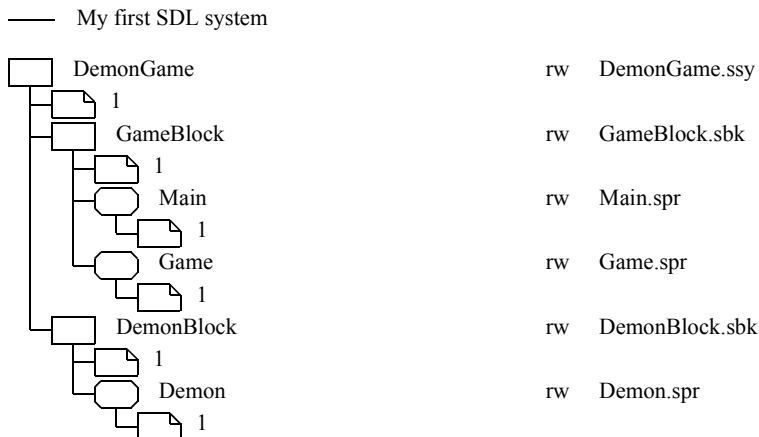 My first SDL system
DemonGame rw DemonGame.ssy
1
GameBlock rw GameBlock.sbk
1
Main rw Main.spr
1
Game rw Game.spr
1
DemonBlock rw DemonBlock.sbk
1
Demon rw Demon.spr
1